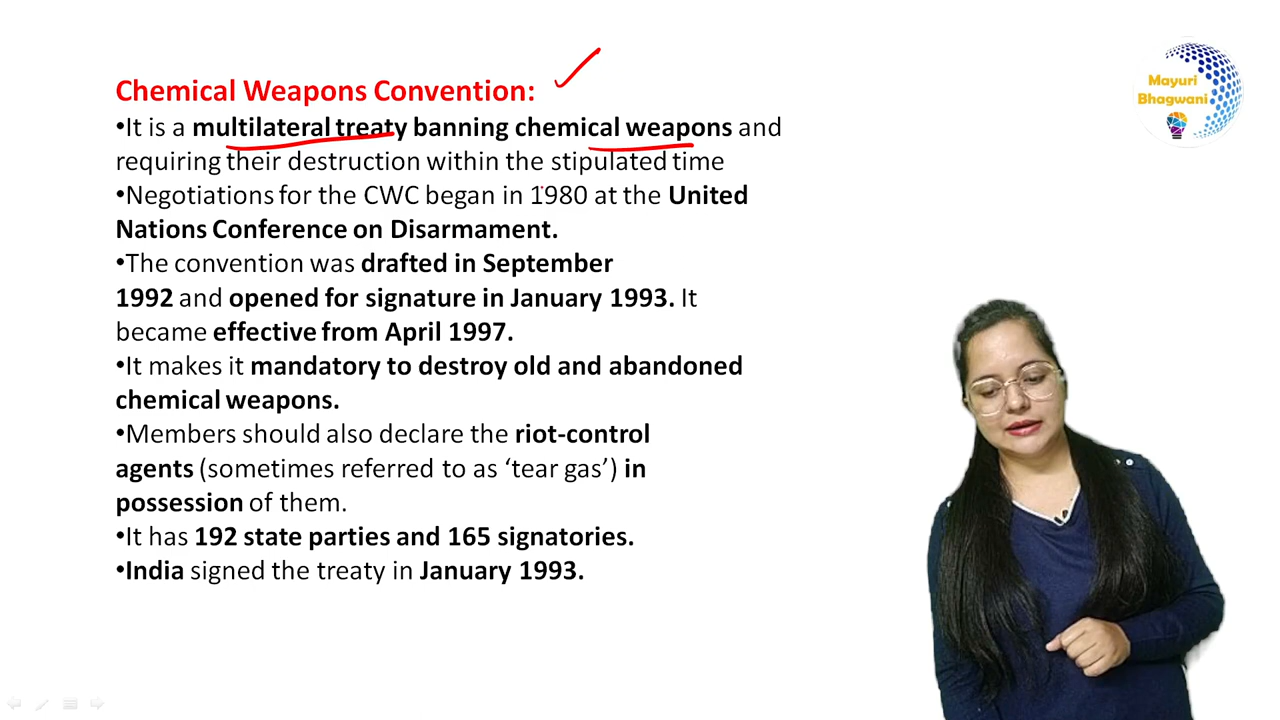 Chemical Weapons Convention:
•It is a multilateral treaty banning chemical weapons and
requiring their destruction within the stipulated time
•Negotiations for the CWC began in 1980 at the United
Nations Conference on Disarmament.
•The convention was drafted in September
1992 and opened for signature in January 1993. It
became effective from April 1997.
•It makes it mandatory to destroy old and abandoned
chemical weapons.
•Members should also declare the riot-control
agents (sometimes referred to as ‘tear gas’) in
possession of them.
•It has 192 state parties and 165 signatories.
•India signed the treaty in January 1993.
Mayuri
Bhagwani